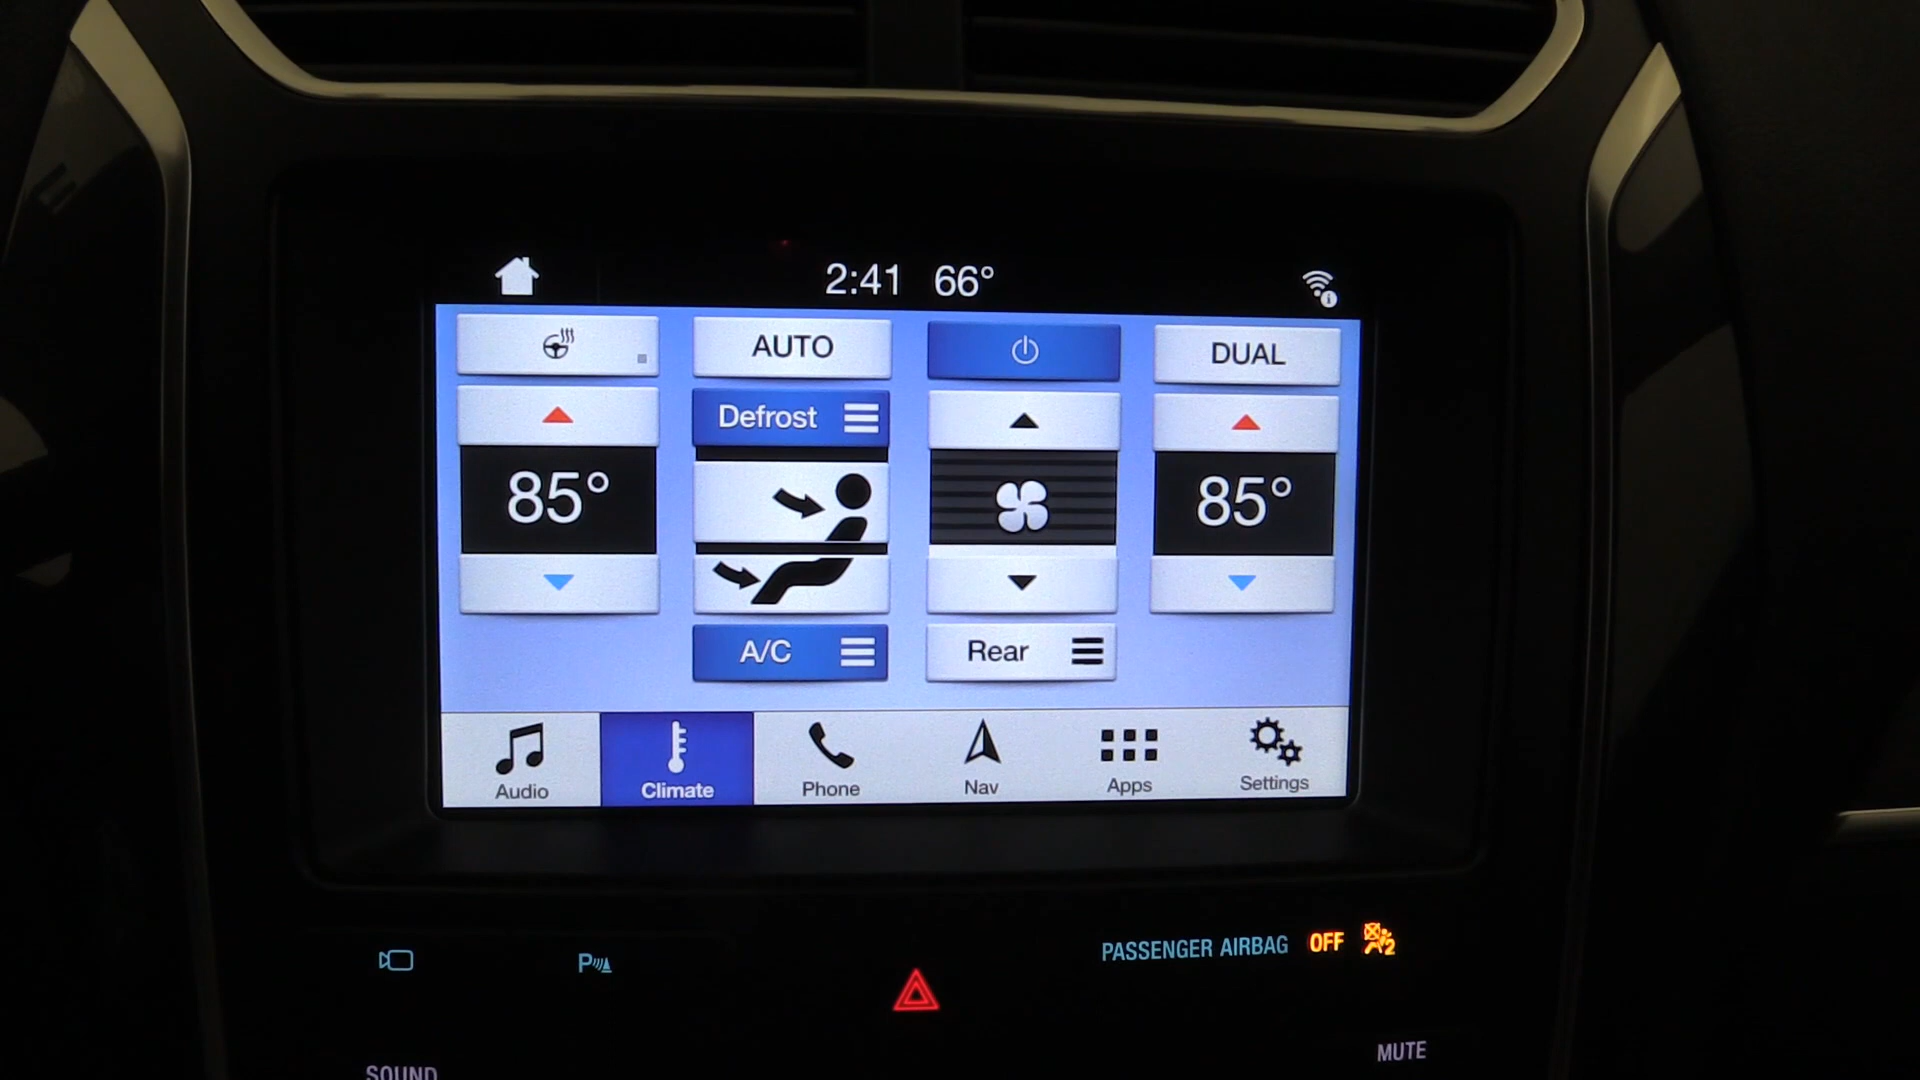 2:41 66°
AUTO
DUAL
Defrost
85°
85°
A/C
Rear
Audio
Climate
Phone
Nav
Apps
Settings
PASSENGER AIRBAG OFF
P
2
MUTE
SOUND